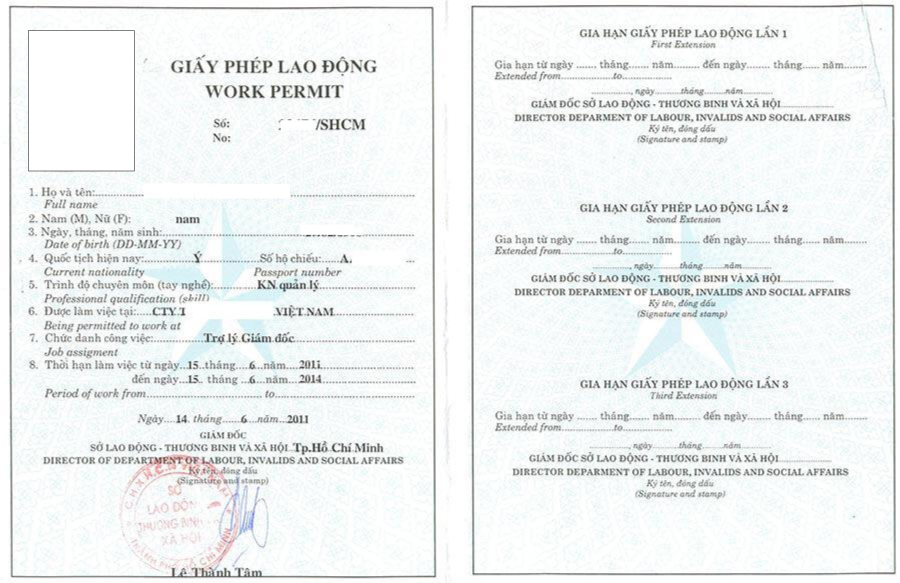 GIẤY PHÉP LAO ĐỘNG
WORK PERMIT
Số: /SHCM
No:
1. Họ và tên:
Full name
2. Nam (M), Nữ (F): nam
3. Ngày, tháng, năm sinh:
Date of birth (DD-MM-YY)
4. Quốc tịch hiện nay: Ý Số hộ chiếu: A.
Current nationality Passport number
5. Trình độ chuyên môn (tay nghề): KN quản lý
Professional qualification (skill)
6. Được làm việc tại: CTY VIỆT NAM
Being permitted to work at
7. Chức danh công việc: Trợ lý Giám đốc
Job assigment
8. Thời hạn làm việc từ ngày 15 tháng 6 năm 2011
đến ngày 15 tháng 6 năm 2014
Period of work from to
Ngày 14 tháng 6 năm 2011
GIÁM ĐỐC
SỞ LAO ĐỘNG - THƯƠNG BINH VÀ XÃ HỘI Tp.Hồ Chí Minh
DIRECTOR OF DEPARTMENT OF LABOUR, INVALIDS AND SOCIAL AFFAIRS
Ký tên, đóng dấu
(Signature and stamp)
SỞ
LAO ĐỘNG
THƯƠNG BINH
XÃ HỘI
THÀNH PHỐ HỒ CHÍ MINH
Lê Thành Tâm
GIA HẠN GIẤY PHÉP LAO ĐỘNG LẦN 1
First Extension
Gia hạn từ ngày ...... tháng...... năm........ đến ngày ...... tháng..... năm......
Extended from...............to...............
............, ngày........tháng........năm........
GIÁM ĐỐC SỞ LAO ĐỘNG - THƯƠNG BINH VÀ XÃ HỘI...............
DIRECTOR DEPARMENT OF LABOUR, INVALIDS AND SOCIAL AFFAIRS
Ký tên, đóng dấu
(Signature and stamp)
GIA HẠN GIẤY PHÉP LAO ĐỘNG LẦN 2
Second Extension
Gia hạn từ ngày ...... tháng...... năm........ đến ngày ...... tháng..... năm......
Extended from...............to...............
............, ngày........tháng........năm........
GIÁM ĐỐC SỞ LAO ĐỘNG - THƯƠNG BINH VÀ XÃ HỘI...............
DIRECTOR DEPARMENT OF LABOUR, INVALIDS AND SOCIAL AFFAIRS
Ký tên, đóng dấu
(Signature and stamp)
GIA HẠN GIẤY PHÉP LAO ĐỘNG LẦN 3
Third Extension
Gia hạn từ ngày ...... tháng...... năm........ đến ngày ...... tháng..... năm......
Extended from...............to...............
............, ngày........tháng........năm........
GIÁM ĐỐC SỞ LAO ĐỘNG - THƯƠNG BINH VÀ XÃ HỘI...............
DIRECTOR DEPARMENT OF LABOUR, INVALIDS AND SOCIAL AFFAIRS
Ký tên, đóng dấu
(Signature and stamp)